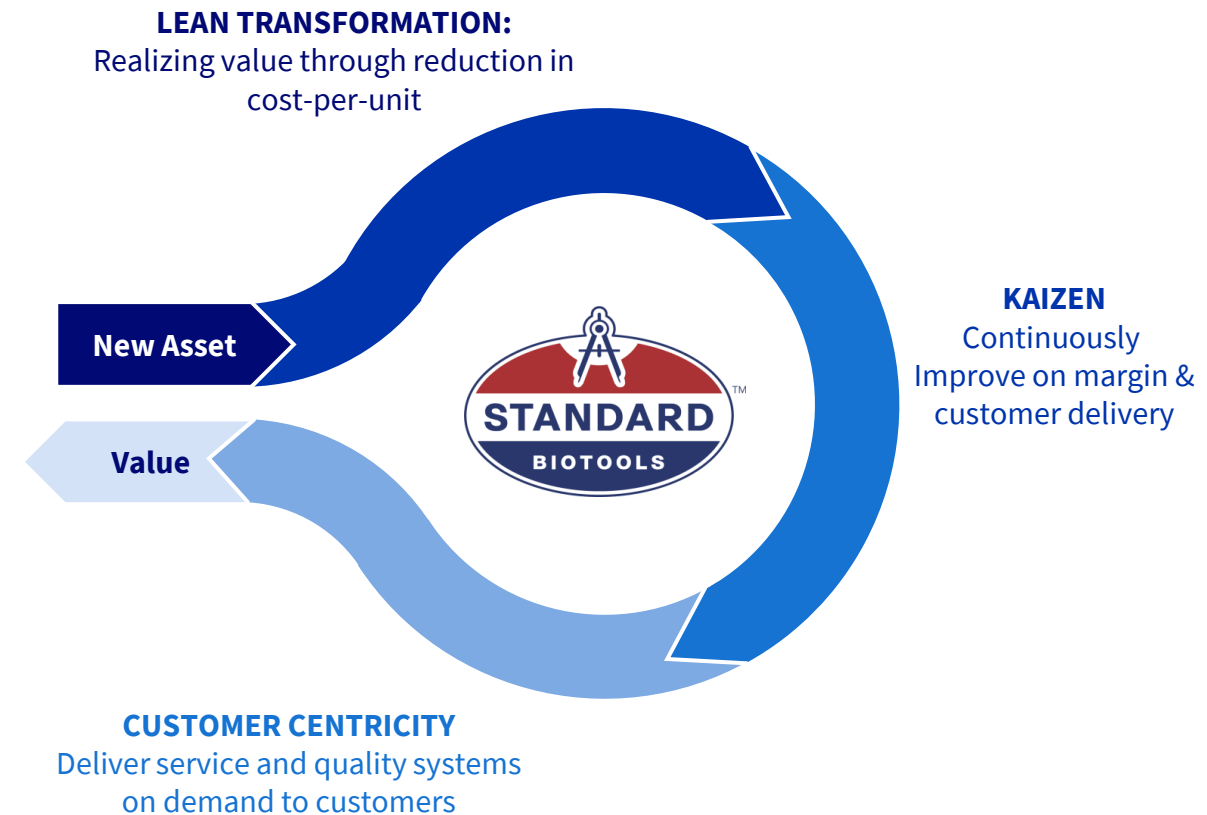 LEAN TRANSFORMATION:
Realizing value through reduction in
cost-per-unit
New Asset
KAIZEN
Continuously
Improve on margin &
customer delivery
STANDARD
TM
BIOTOOLS
Value
CUSTOMER CENTRICITY
Deliver service and quality systems
on demand to customers